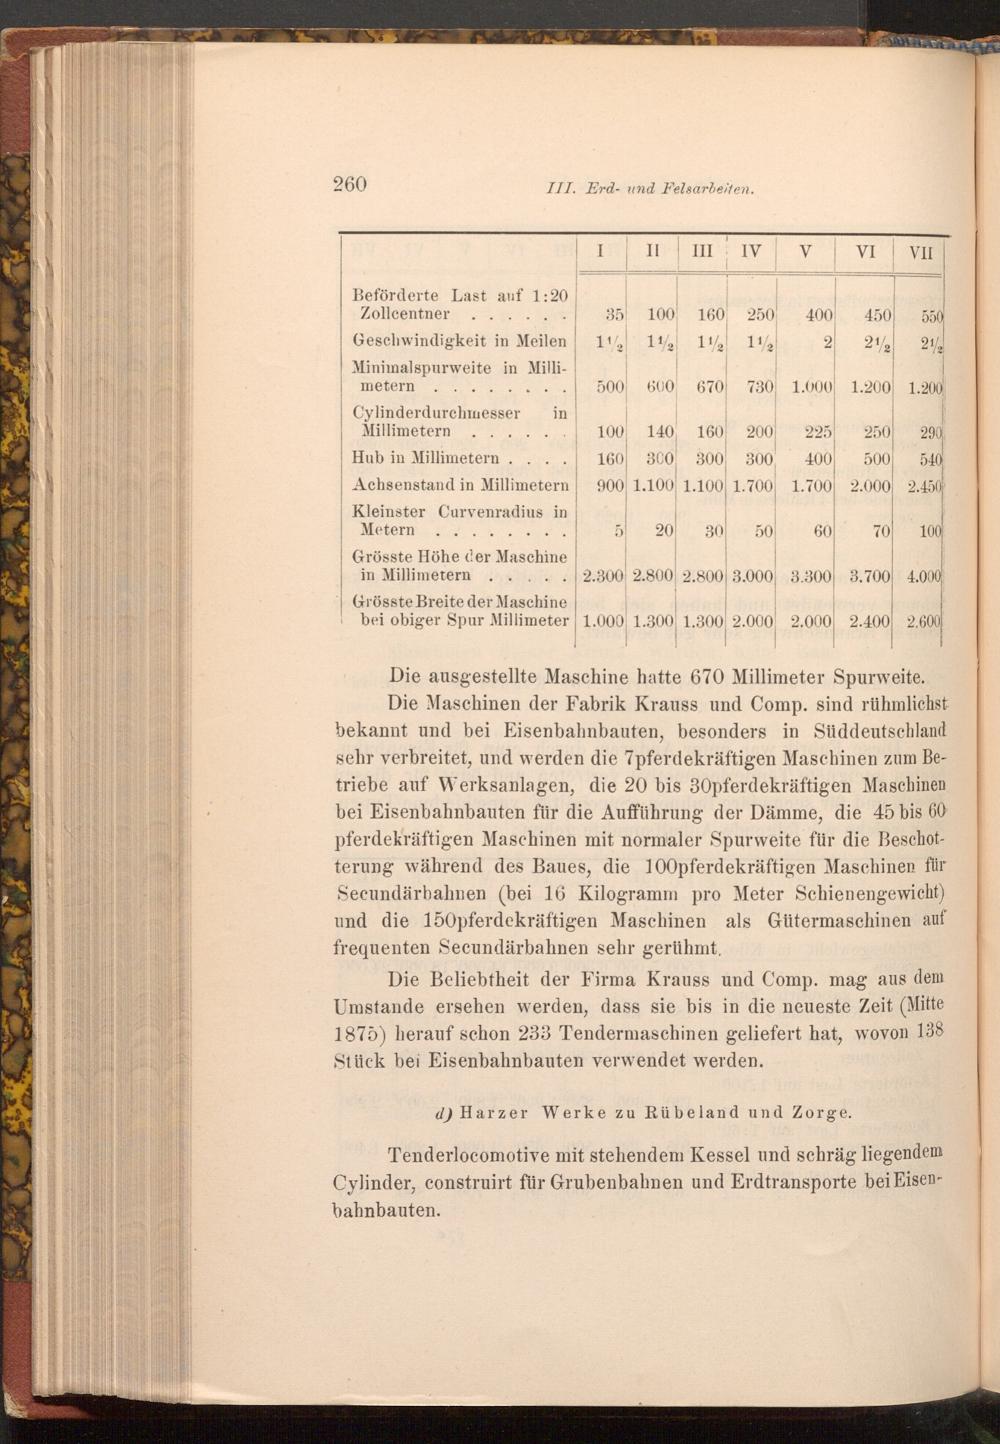 260
III. Erd- und Felsarbeiten.
I II III IV V VI VII
Beförderte Last auf 1:20
Zollcentner . . . . . . 35 100 160 250 400 450 550
Geschwindigkeit in Meilen 1½ 1½ 1½ 1½ 2 2½ 2½
Minimalspurweite in Milli-
metern . . . . . . . . 500 600 670 730 1.000 1.200 1.200
Cylinderdurchmesser in
Millimetern . . . . . . 100 140 160 200 225 250 290
Hub in Millimetern . . . . 160 300 300 300 400 500 540
Achsenstand in Millimetern 900 1.100 1.100 1.700 1.700 2.000 2.450
Kleinster Curvenradius in
Metern . . . . . . . . 5 20 30 50 60 70 100
Grösste Höhe der Maschine
in Millimetern . . . . . 2.300 2.800 2.800 3.000 3.300 3.700 4.000
Grösste Breite der Maschine
bei obiger Spur Millimeter 1.000 1.300 1.300 2.000 2.000 2.400 2.600
Die ausgestellte Maschine hatte 670 Millimeter Spurweite.
Die Maschinen der Fabrik Krauss und Comp. sind rühmlichst
bekannt und bei Eisenbahnbauten, besonders in Süddeutschland
sehr verbreitet, und werden die 7pferdekräftigen Maschinen zum Be-
triebe auf Werksanlagen, die 20 bis 30pferdekräftigen Maschinen
bei Eisenbahnbauten für die Aufführung der Dämme, die 45 bis 60
pferdekräftigen Maschinen mit normaler Spurweite für die Beschot-
terung während des Baues, die 100pferdekräftigen Maschinen für
Secundärbahnen (bei 16 Kilogramm pro Meter Schienengewicht)
und die 150pferdekräftigen Maschinen als Gütermaschinen auf
frequenten Secundärbahnen sehr gerühmt.
Die Beliebtheit der Firma Krauss und Comp. mag aus dem
Umstande ersehen werden, dass sie bis in die neueste Zeit (Mitte
1875) herauf schon 233 Tendermaschinen geliefert hat, wovon 138
Stück bei Eisenbahnbauten verwendet werden.
d) Harzer Werke zu Rübeland und Zorge.
Tenderlocomotive mit stehendem Kessel und schräg liegendem
Cylinder, construirt für Grubenbahnen und Erdtransporte bei Eisen-
bahnbauten.